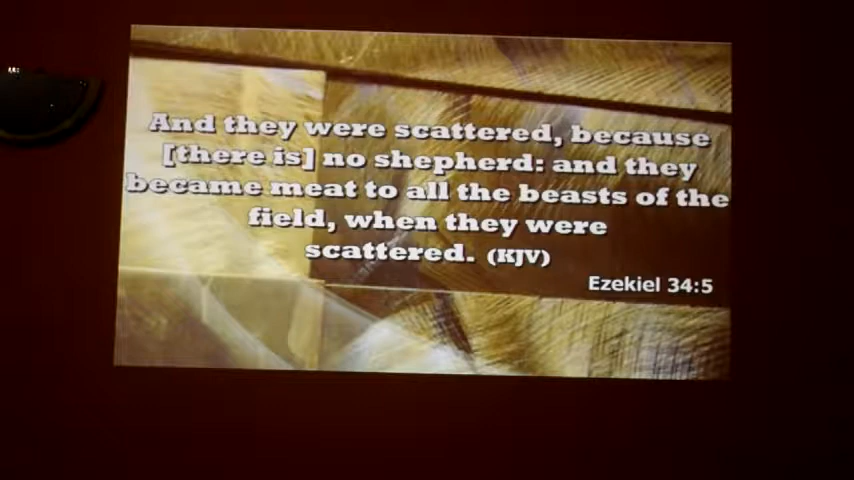 And they were scattered, because
[there is] no shepherd: and they
became meat to all the beasts of the
field, when they were
scattered. (KJV)
Ezekiel 34:5